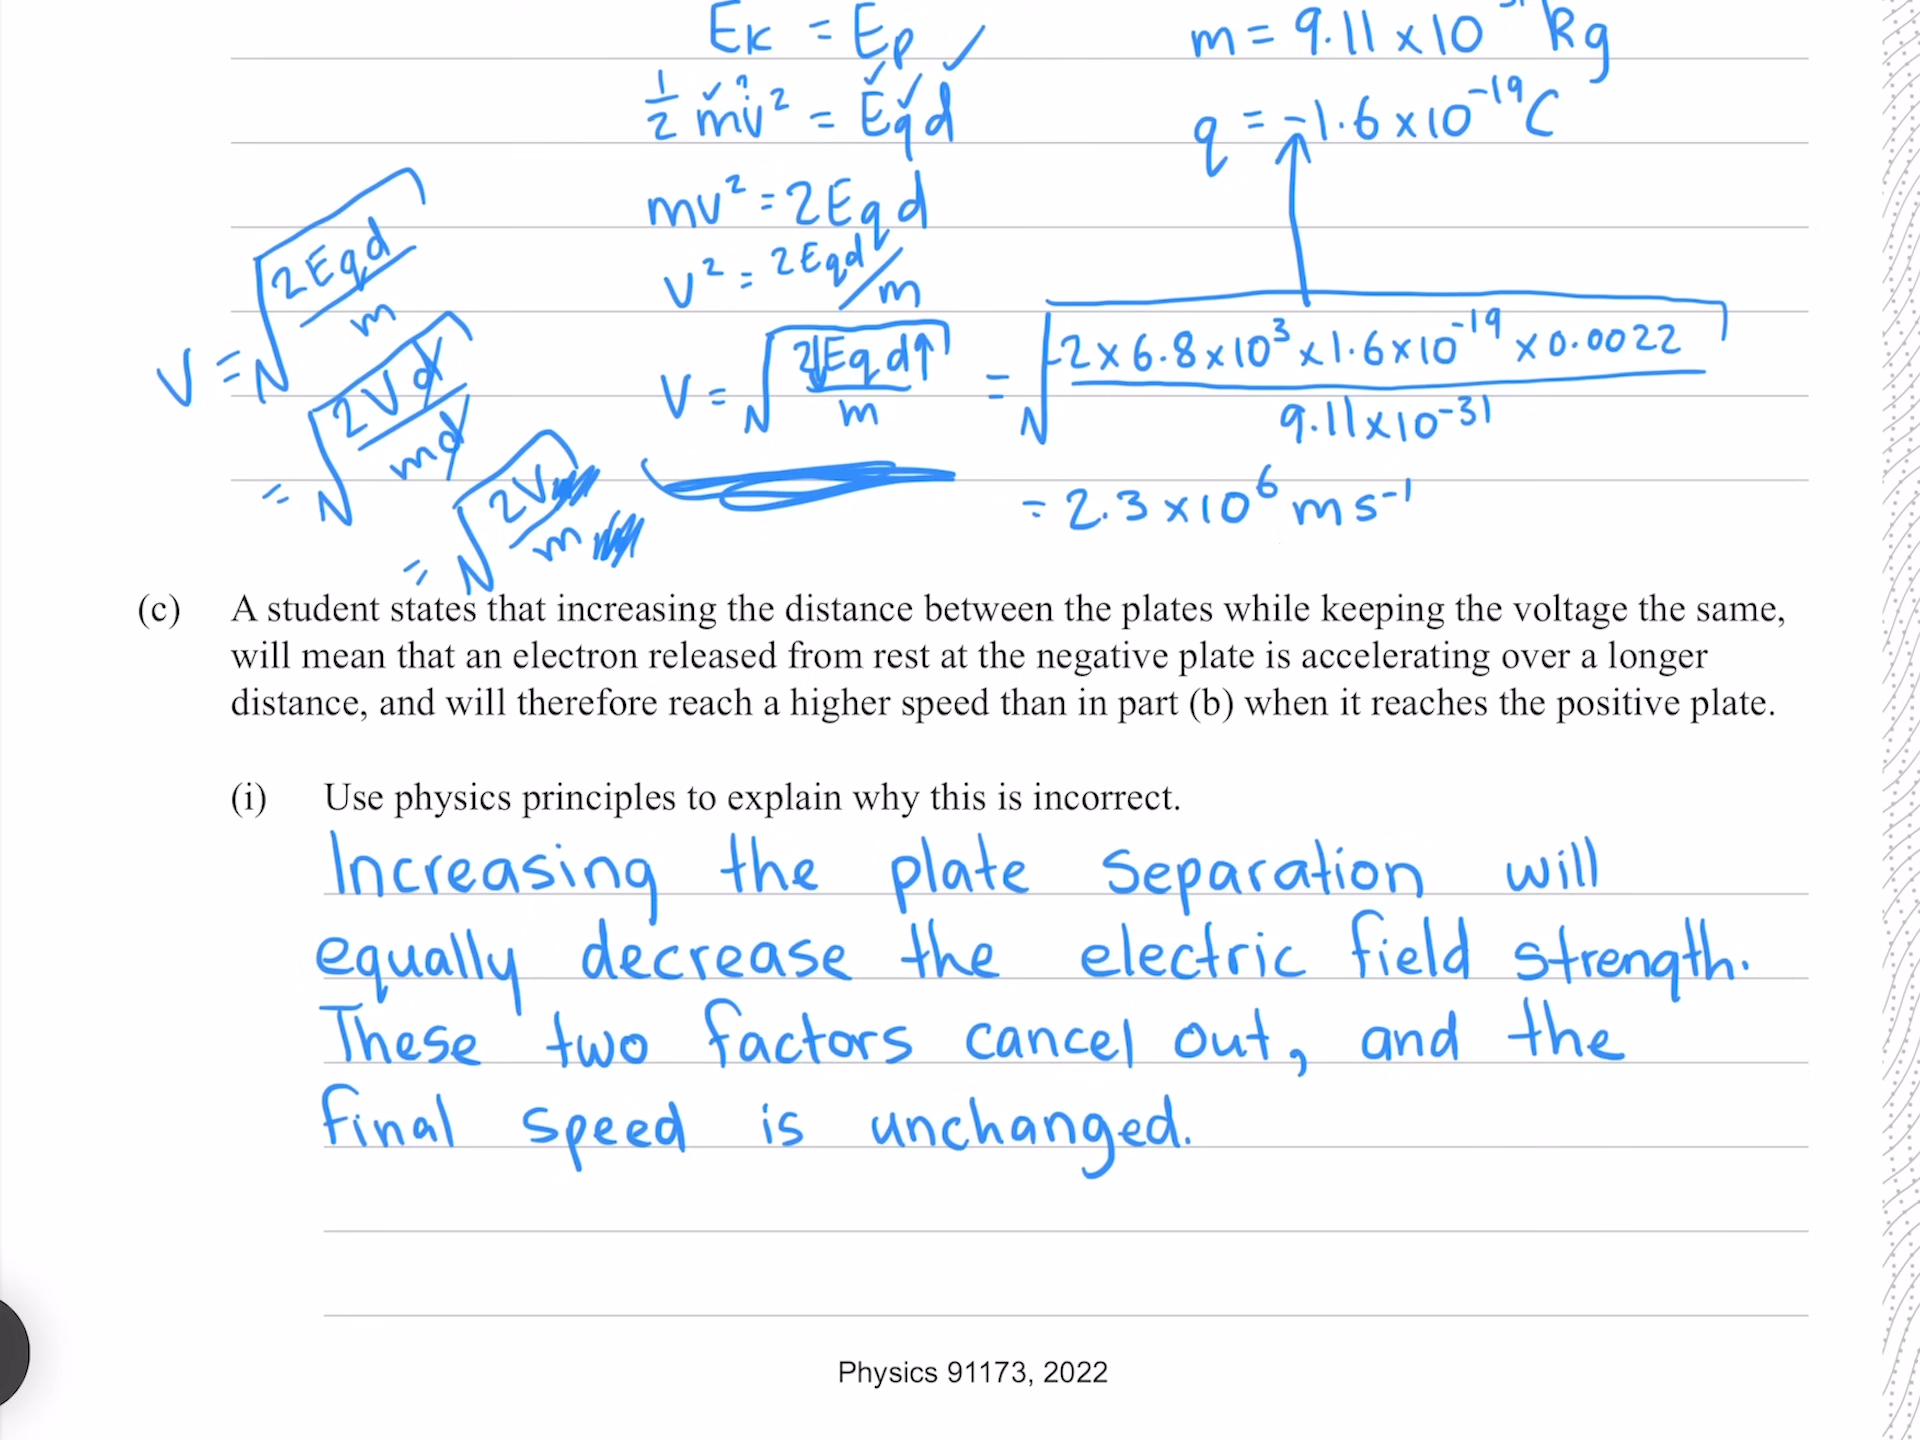 E_K = E_p ✓
m = 9.11 x 10 Kg
1/2 mv² = Eqd
q = -1.6 x 10⁻¹⁹ C
mv² = 2Eqd
v² = 2Eqd/m
v = √(2Eqd/m)
= √(2Vd/md)
= √(2V/m)
v = √(2Eqd/m) = √(2 x 6.8 x 10³ x 1.6 x 10⁻¹⁹ x 0.0022 / 9.11 x 10⁻³¹)
= 2.3 x 10⁶ ms⁻¹
(c) A student states that increasing the distance between the plates while keeping the voltage the same,
will mean that an electron released from rest at the negative plate is accelerating over a longer
distance, and will therefore reach a higher speed than in part (b) when it reaches the positive plate.
(i) Use physics principles to explain why this is incorrect.
Increasing the plate separation will
equally decrease the electric field strength.
These two factors cancel out, and the
final speed is unchanged.
Physics 91173, 2022